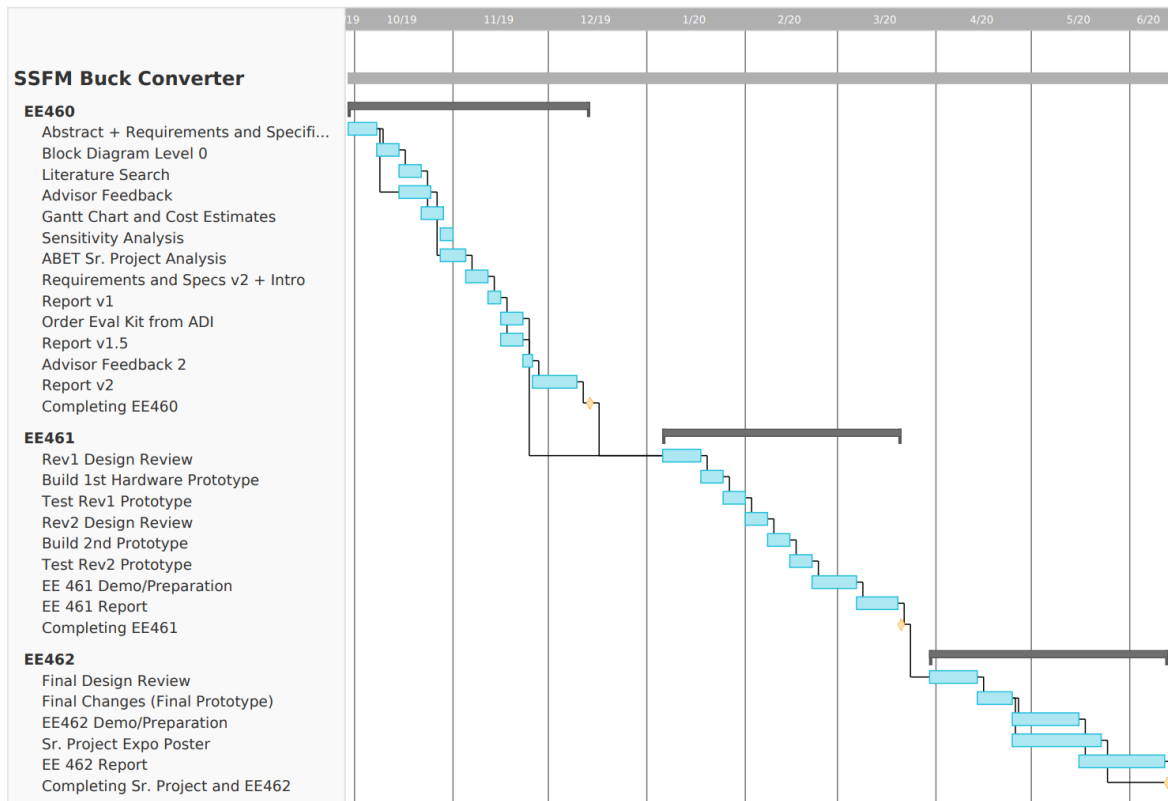 /19 10/19 11/19 12/19 1/20 2/20 3/20 4/20 5/20 6/20
SSFM Buck Converter
EE460
Abstract + Requirements and Specifi...
Block Diagram Level 0
Literature Search
Advisor Feedback
Gantt Chart and Cost Estimates
Sensitivity Analysis
ABET Sr. Project Analysis
Requirements and Specs v2 + Intro
Report v1
Order Eval Kit from ADI
Report v1.5
Advisor Feedback 2
Report v2
Completing EE460
EE461
Rev1 Design Review
Build 1st Hardware Prototype
Test Rev1 Prototype
Rev2 Design Review
Build 2nd Prototype
Test Rev2 Prototype
EE 461 Demo/Preparation
EE 461 Report
Completing EE461
EE462
Final Design Review
Final Changes (Final Prototype)
EE462 Demo/Preparation
Sr. Project Expo Poster
EE 462 Report
Completing Sr. Project and EE462